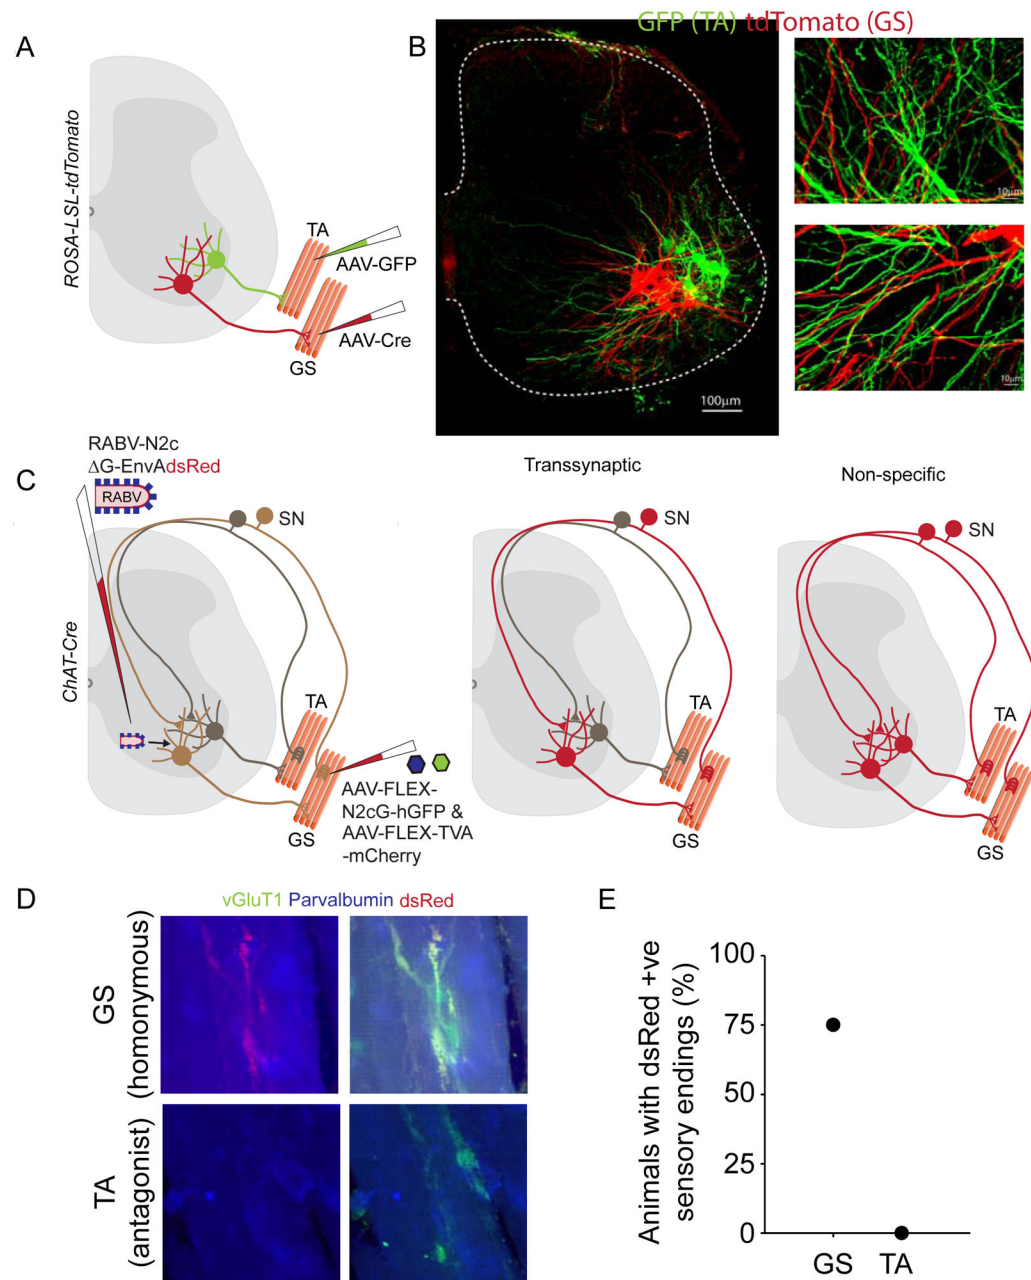 A
ROSA-LSL-tdTomato
TA
AAV-GFP
AAV-Cre
GS
B
GFP (TA) tdTomato (GS)
100µm
10µm
10µm
C
RABV-N2c
ΔG-EnvAdsRed
RABV
SN
ChAT-Cre
TA
GS
AAV-FLEX-
N2cG-hGFP &
AAV-FLEX-TVA
-mCherry
Transsynaptic
SN
TA
GS
Non-specific
SN
TA
GS
D
vGluT1 Parvalbumin dsRed
GS
(homonymous)
TA
(antagonist)
E
Animals with dsRed +ve
sensory endings (%)
100
75
50
25
0
GS TA